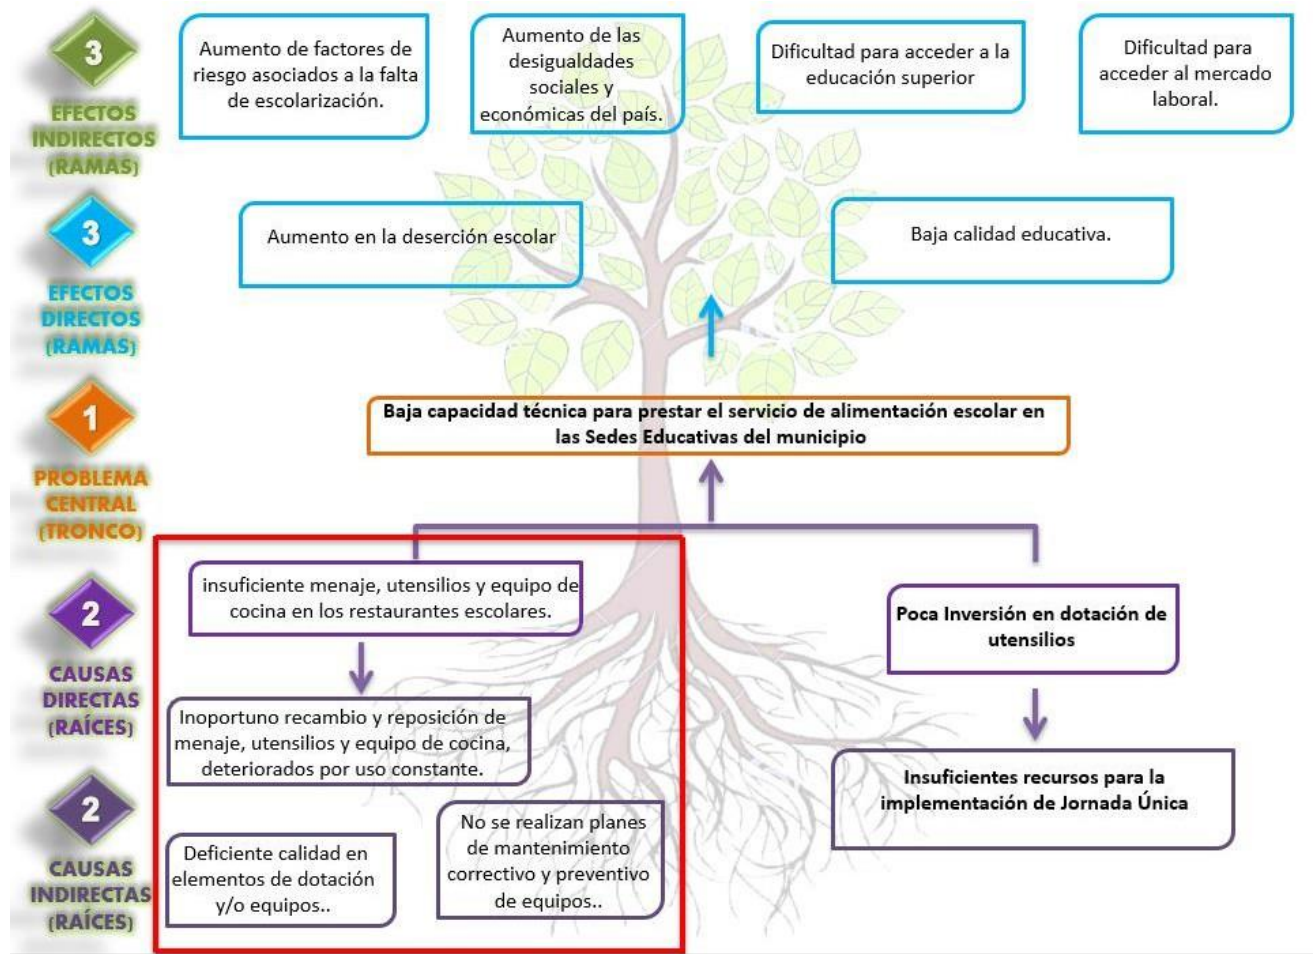 3
EFECTOS
INDIRECTOS
(RAMAS)
Aumento de factores de
riesgo asociados a la falta
de escolarización.
Aumento de las
desigualdades
sociales y
económicas del país.
Dificultad para acceder a la
educación superior
Dificultad para
acceder al mercado
laboral.
3
EFECTOS
DIRECTOS
(RAMAS)
Aumento en la deserción escolar
Baja calidad educativa.
1
PROBLEMA
CENTRAL
(TRONCO)
Baja capacidad técnica para prestar el servicio de alimentación escolar en
las Sedes Educativas del municipio
2
CAUSAS
DIRECTAS
(RAÍCES)
insuficiente menaje, utensilios y equipo de
cocina en los restaurantes escolares.
Poca Inversión en dotación de
utensilios
Inoportuno recambio y reposición de
menaje, utensilios y equipo de cocina,
deteriorados por uso constante.
Insuficientes recursos para la
implementación de Jornada Única
2
CAUSAS
INDIRECTAS
(RAÍCES)
Deficiente calidad en
elementos de dotación
y/o equipos..
No se realizan planes
de mantenimiento
correctivo y preventivo
de equipos..